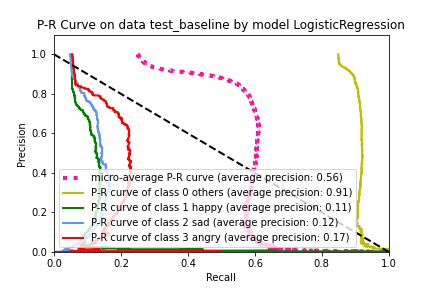 P-R Curve on data test_baseline by model LogisticRegression
1.0
0.8
0.6
0.4
0.2
0.0
Precision
micro-average P-R curve (average precision: 0.56)
P-R curve of class 0 others (average precision: 0.91)
P-R curve of class 1 happy (average precision: 0.11)
P-R curve of class 2 sad (average precision: 0.12)
P-R curve of class 3 angry (average precision: 0.17)
0.0 0.2 0.4 0.6 0.8 1.0
Recall